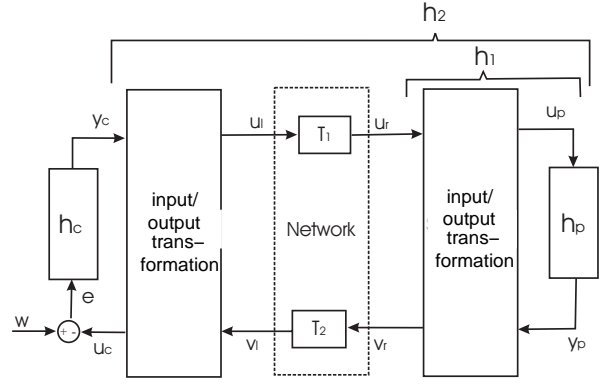 h2
h1
yc
ul
T1
ur
up
hc
input/
output
trans-
formation
Network
input/
output
trans-
formation
hp
e
w
+ -
uc
vl
T2
vr
yp